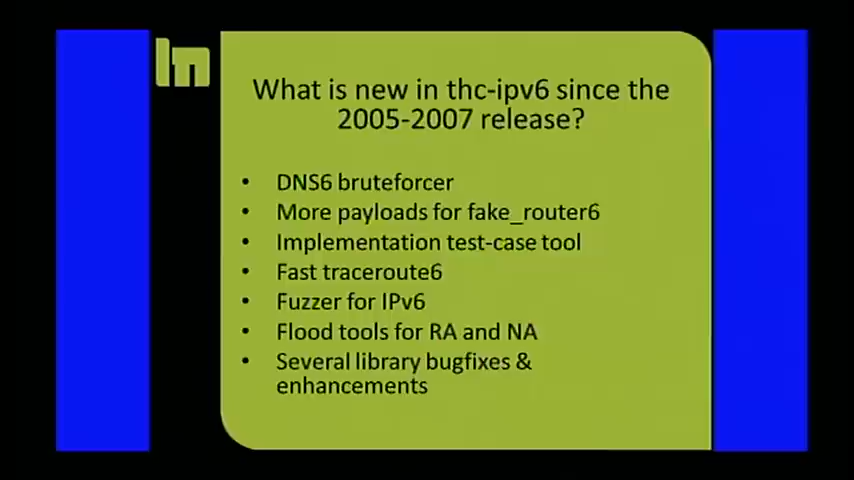 What is new in thc-ipv6 since the
2005-2007 release?
• DNS6 bruteforcer
• More payloads for fake_router6
• Implementation test-case tool
• Fast traceroute6
• Fuzzer for IPv6
• Flood tools for RA and NA
• Several library bugfixes &
enhancements